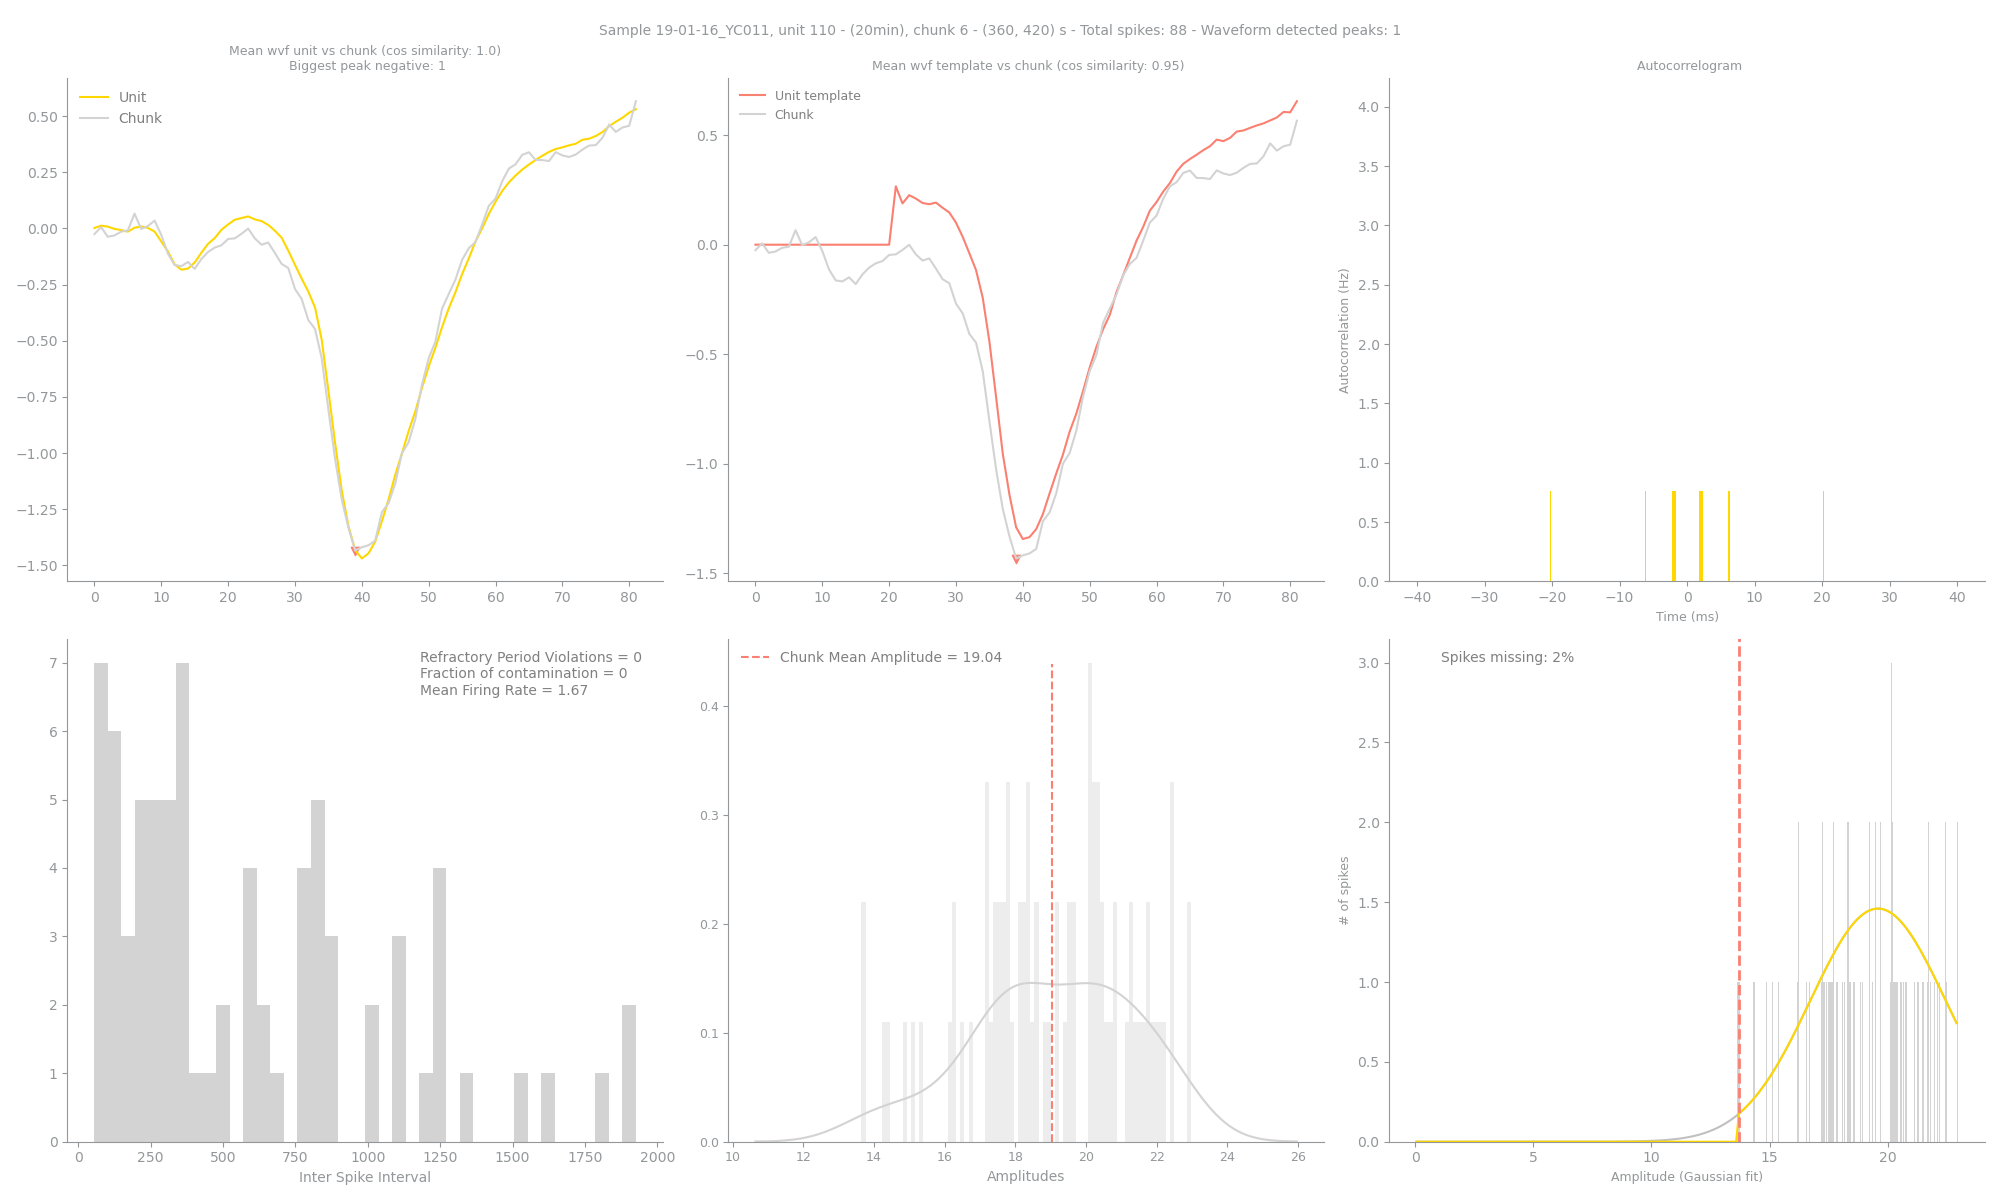 Sample 19-01-16_YC011, unit 110 - (20min), chunk 6 - (360, 420) s - Total spikes: 88 - Waveform detected peaks: 1
Mean wvf unit vs chunk (cos similarity: 1.0)
Biggest peak negative: 1
Unit
Chunk
0.50
0.25
0.00
−0.25
−0.50
−0.75
−1.00
−1.25
−1.50
0 10 20 30 40 50 60 70 80
Mean wvf template vs chunk (cos similarity: 0.95)
Unit template
Chunk
0.5
0.0
−0.5
−1.0
−1.5
0 10 20 30 40 50 60 70 80
Autocorrelogram
Autocorrelation (Hz)
4.0
3.5
3.0
2.5
2.0
1.5
1.0
0.5
0.0
−40 −30 −20 −10 0 10 20 30 40
Time (ms)
Refractory Period Violations = 0
Fraction of contamination = 0
Mean Firing Rate = 1.67
7
6
5
4
3
2
1
0
0 250 500 750 1000 1250 1500 1750 2000
Inter Spike Interval
Chunk Mean Amplitude = 19.04
0.4
0.3
0.2
0.1
0.0
10 12 14 16 18 20 22 24 26
Amplitudes
Spikes missing: 2%
# of spikes
3.0
2.5
2.0
1.5
1.0
0.5
0.0
0 5 10 15 20
Amplitude (Gaussian fit)